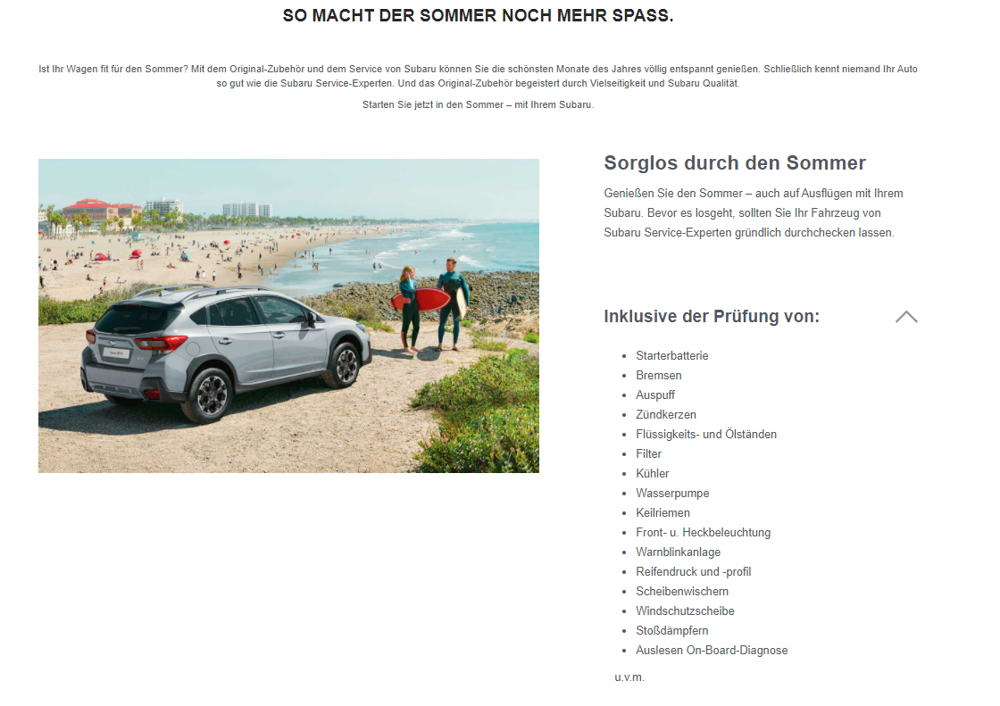 SO MACHT DER SOMMER NOCH MEHR SPASS.
Ist Ihr Wagen fit für den Sommer? Mit dem Original-Zubehör und dem Service von Subaru können Sie die schönsten Monate des Jahres völlig entspannt genießen. Schließlich kennt niemand Ihr Auto
so gut wie die Subaru Service-Experten. Und das Original-Zubehör begeistert durch Vielseitigkeit und Subaru Qualität.
Starten Sie jetzt in den Sommer – mit Ihrem Subaru.
Sorglos durch den Sommer
Genießen Sie den Sommer – auch auf Ausflügen mit Ihrem
Subaru. Bevor es losgeht, sollten Sie Ihr Fahrzeug von
Subaru Service-Experten gründlich durchchecken lassen.
Inklusive der Prüfung von:
Starterbatterie
Bremsen
Auspuff
Zündkerzen
Flüssigkeits- und Ölständen
Filter
Kühler
Wasserpumpe
Keilriemen
Front- u. Heckbeleuchtung
Warnblinkanlage
Reifendruck und -profil
Scheibenwischern
Windschutzscheibe
Stoßdämpfern
Auslesen On-Board-Diagnose
u.v.m.